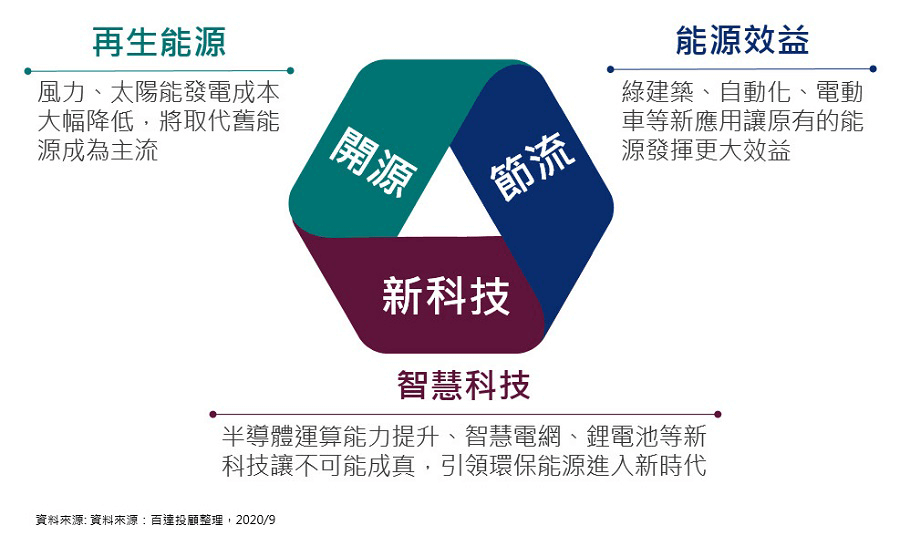 再生能源
風力、太陽能發電成本
大幅降低，將取代舊能
源成為主流
能源效益
綠建築、自動化、電動
車等新應用讓原有的能
源發揮更大效益
開源
節流
新科技
智慧科技
半導體運算能力提升、智慧電網、鋰電池等新
科技讓不可能成真，引領環保能源進入新時代
資料來源: 資料來源：百達投顧整理，2020/9